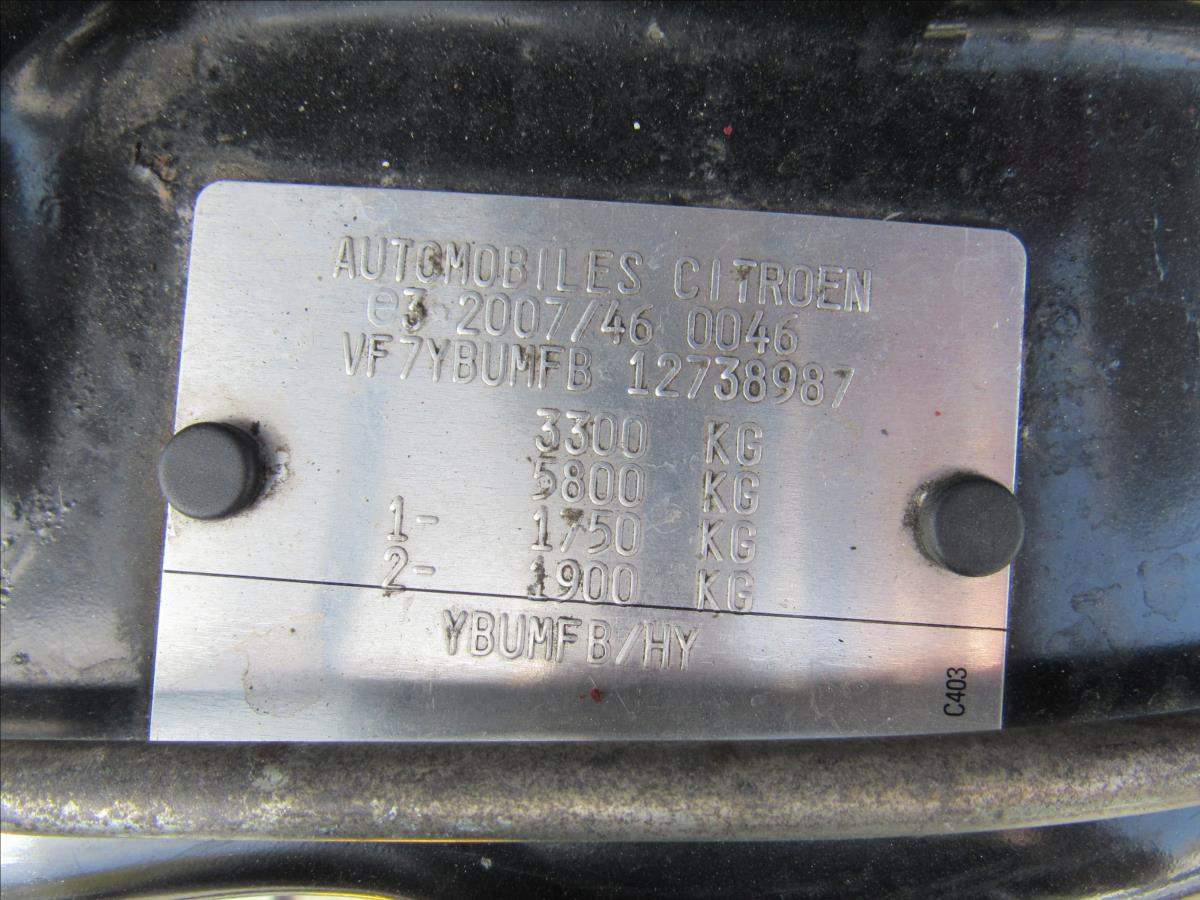 AUTOMOBILES CITROEN
e3 2007/46 0046
VF7YBUMFB 12738987
3300 KG
5800 KG
1- 1750 KG
2- 1900 KG
YBUMFB/HY
C403